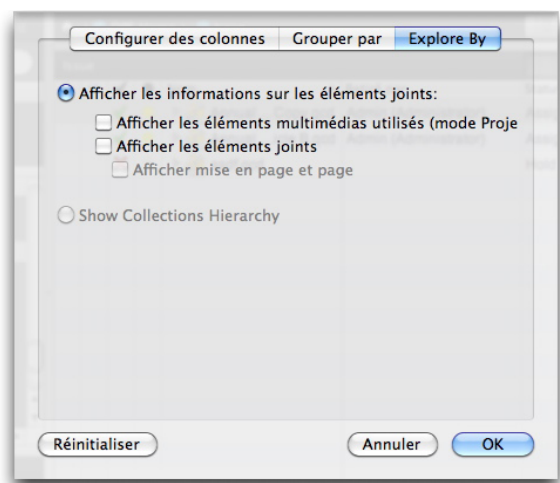 Configurer des colonnes Grouper par Explore By
Afficher les informations sur les éléments joints:
Afficher les éléments multimédias utilisés (mode Proje
Afficher les éléments joints
Afficher mise en page et page
Show Collections Hierarchy
Réinitialiser Annuler OK